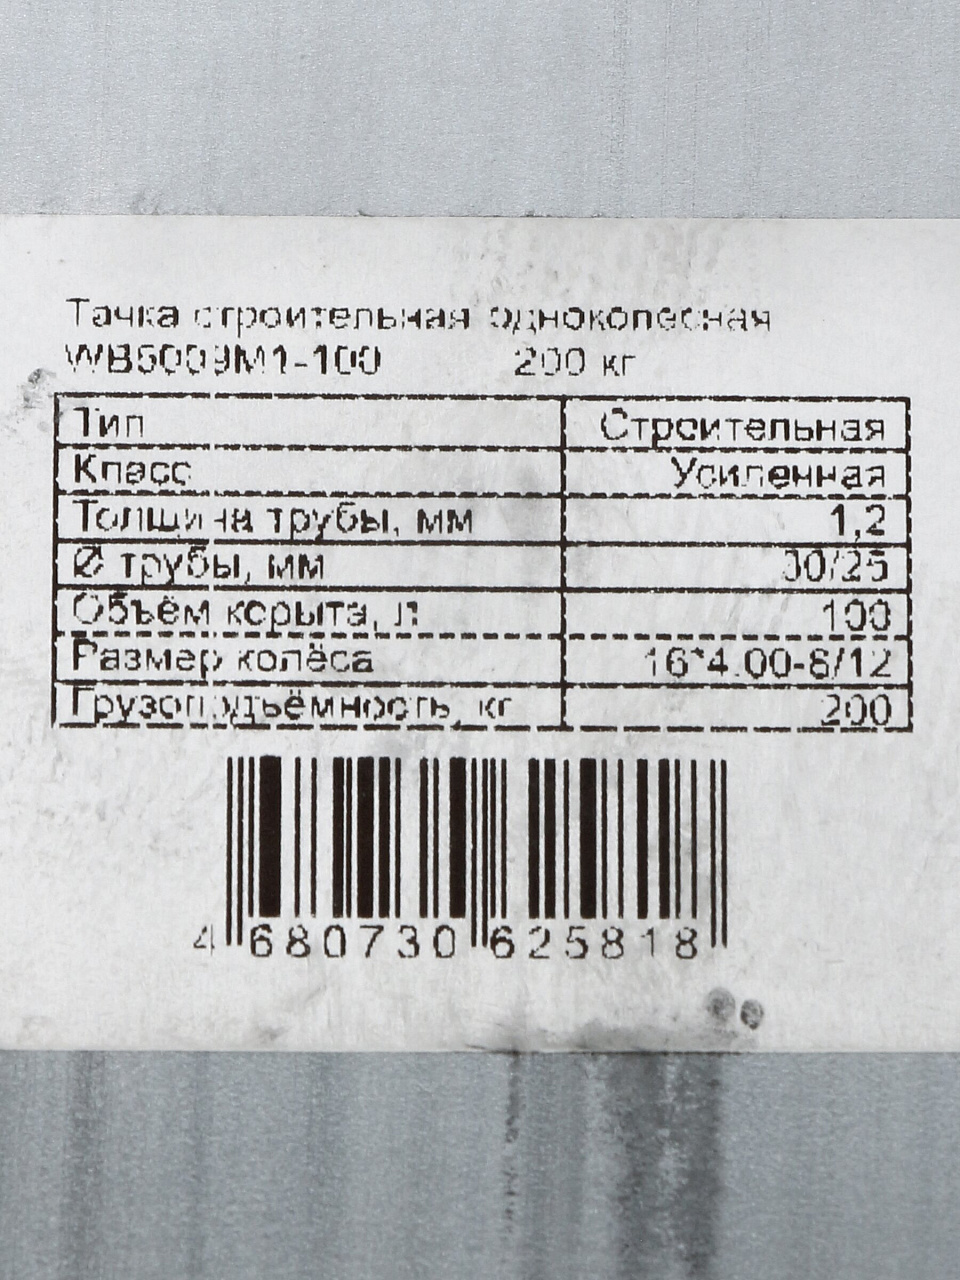 Тачка строительная одноколесная
WB5009M1-100 200 кг
Тип Строительная
Класс Усиленная
Толщина трубы, мм 1,2
Ø трубы, мм 30/25
Объём корыта, л 100
Размер колёса 16*4.00-8/12
Грузоподъёмность, кг 200
4 680730 625818